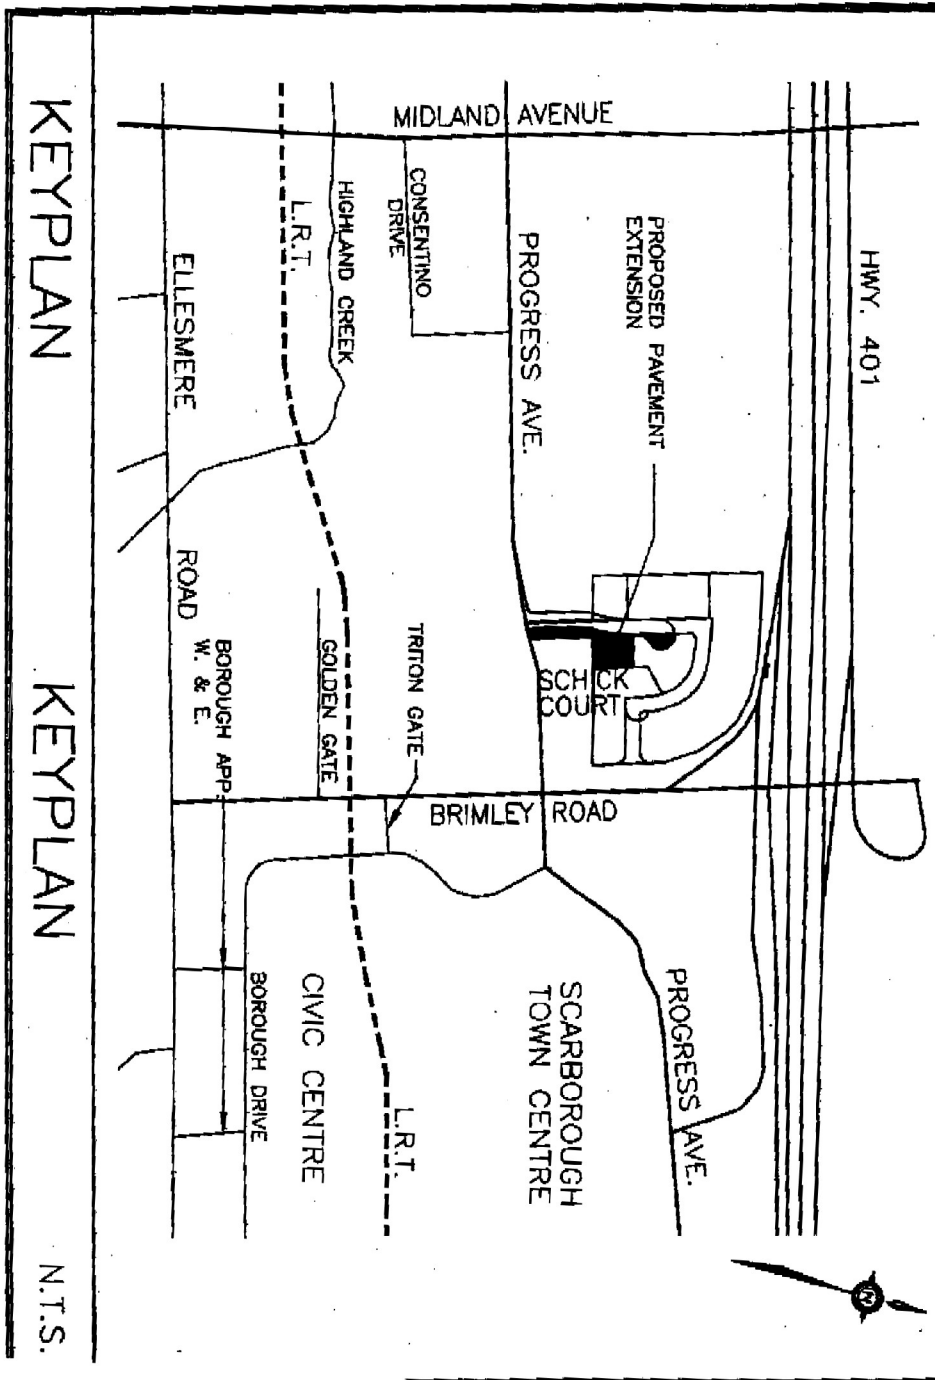 MIDLAND AVENUE
HWY. 401
PROPOSED PAVEMENT
EXTENSION
PROGRESS AVE.
CONSENTINO
DRIVE
HIGHLAND CREEK
L.R.T.
ELLESMERE ROAD
SCHICK
COURT
TRITON GATE
GOLDEN GATE
BOROUGH APP
W. & E.
BRIMLEY ROAD
PROGRESS AVE.
SCARBOROUGH
TOWN CENTRE
L.R.T.
CIVIC CENTRE
BOROUGH DRIVE
N
KEYPLAN
KEYPLAN
N.T.S.